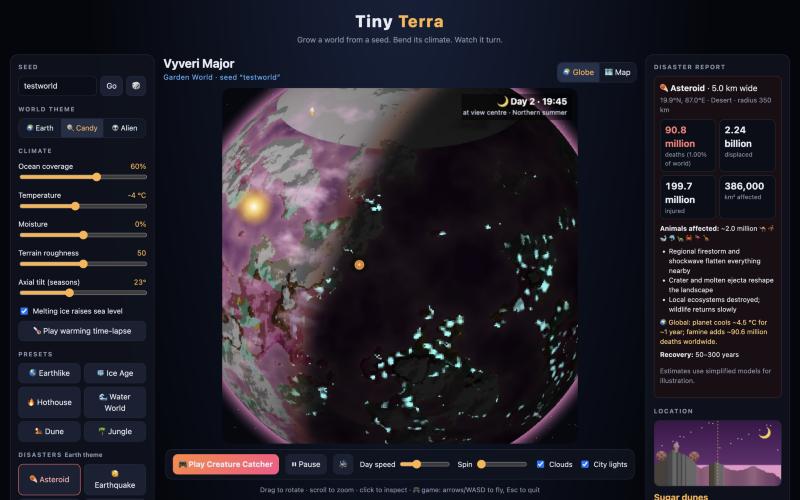 Tiny Terra
Grow a world from a seed. Bend its climate. Watch it turn.
SEED
testworld
Go
WORLD THEME
Earth
Candy
Alien
CLIMATE
Ocean coverage 60%
Temperature -4 °C
Moisture 0%
Terrain roughness 50
Axial tilt (seasons) 23°
Melting ice raises sea level
Play warming time-lapse
PRESETS
Earthlike
Ice Age
Hothouse
Water
World
Dune
Jungle
DISASTERS Earth theme
Asteroid
Earthquake
Vyveri Major
Garden World · seed "testworld"
Globe
Map
Day 2 · 19:45
at view centre · Northern summer
Play Creature Catcher
Pause
Day speed
Spin
Clouds
City lights
Drag to rotate · scroll to zoom · click to inspect · game: arrows/WASD to fly, Esc to quit
DISASTER REPORT
Asteroid · 5.0 km wide
19.9°N, 87.0°E · Desert · radius 350
km
90.8
million
deaths (1.00%
of world)
2.24
billion
displaced
199.7
million
injured
386,000
km² affected
Animals affected: ~2.0 million
• Regional firestorm and
shockwave flatten everything
nearby
• Crater and molten ejecta reshape
the landscape
• Local ecosystems destroyed;
wildlife returns slowly
Global: planet cools ~4.5 °C for
~1 year; famine adds ~90.6 million
deaths worldwide.
Recovery: 50–300 years
Estimates use simplified models for
illustration.
LOCATION
Sugar dunes